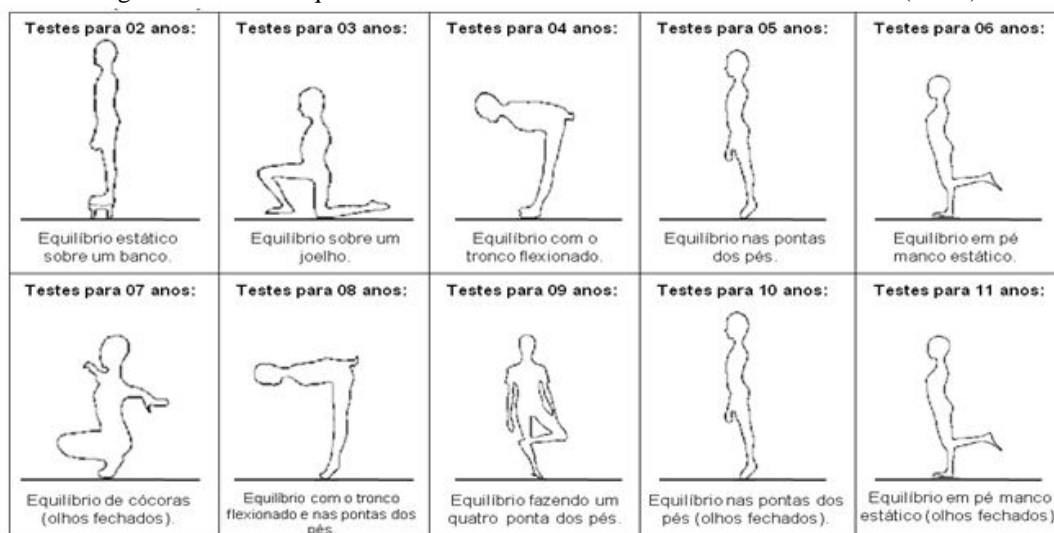 Testes para 02 anos:
Equilíbrio estático
sobre um banco.
Testes para 03 anos:
Equilíbrio sobre um
joelho.
Testes para 04 anos:
Equilíbrio com o
tronco flexionado.
Testes para 05 anos:
Equilíbrio nas pontas
dos pés.
Testes para 06 anos:
Equilíbrio em pé
manco estático.
Testes para 07 anos:
Equilíbrio de cócoras
(olhos fechados).
Testes para 08 anos:
Equilíbrio com o tronco
flexionado e nas pontas dos
pés.
Testes para 09 anos:
Equilíbrio fazendo um
quatro ponta dos pés.
Testes para 10 anos:
Equilíbrio nas pontas dos
pés (olhos fechados).
Testes para 11 anos:
Equilíbrio em pé manco
estático (olhos fechados)